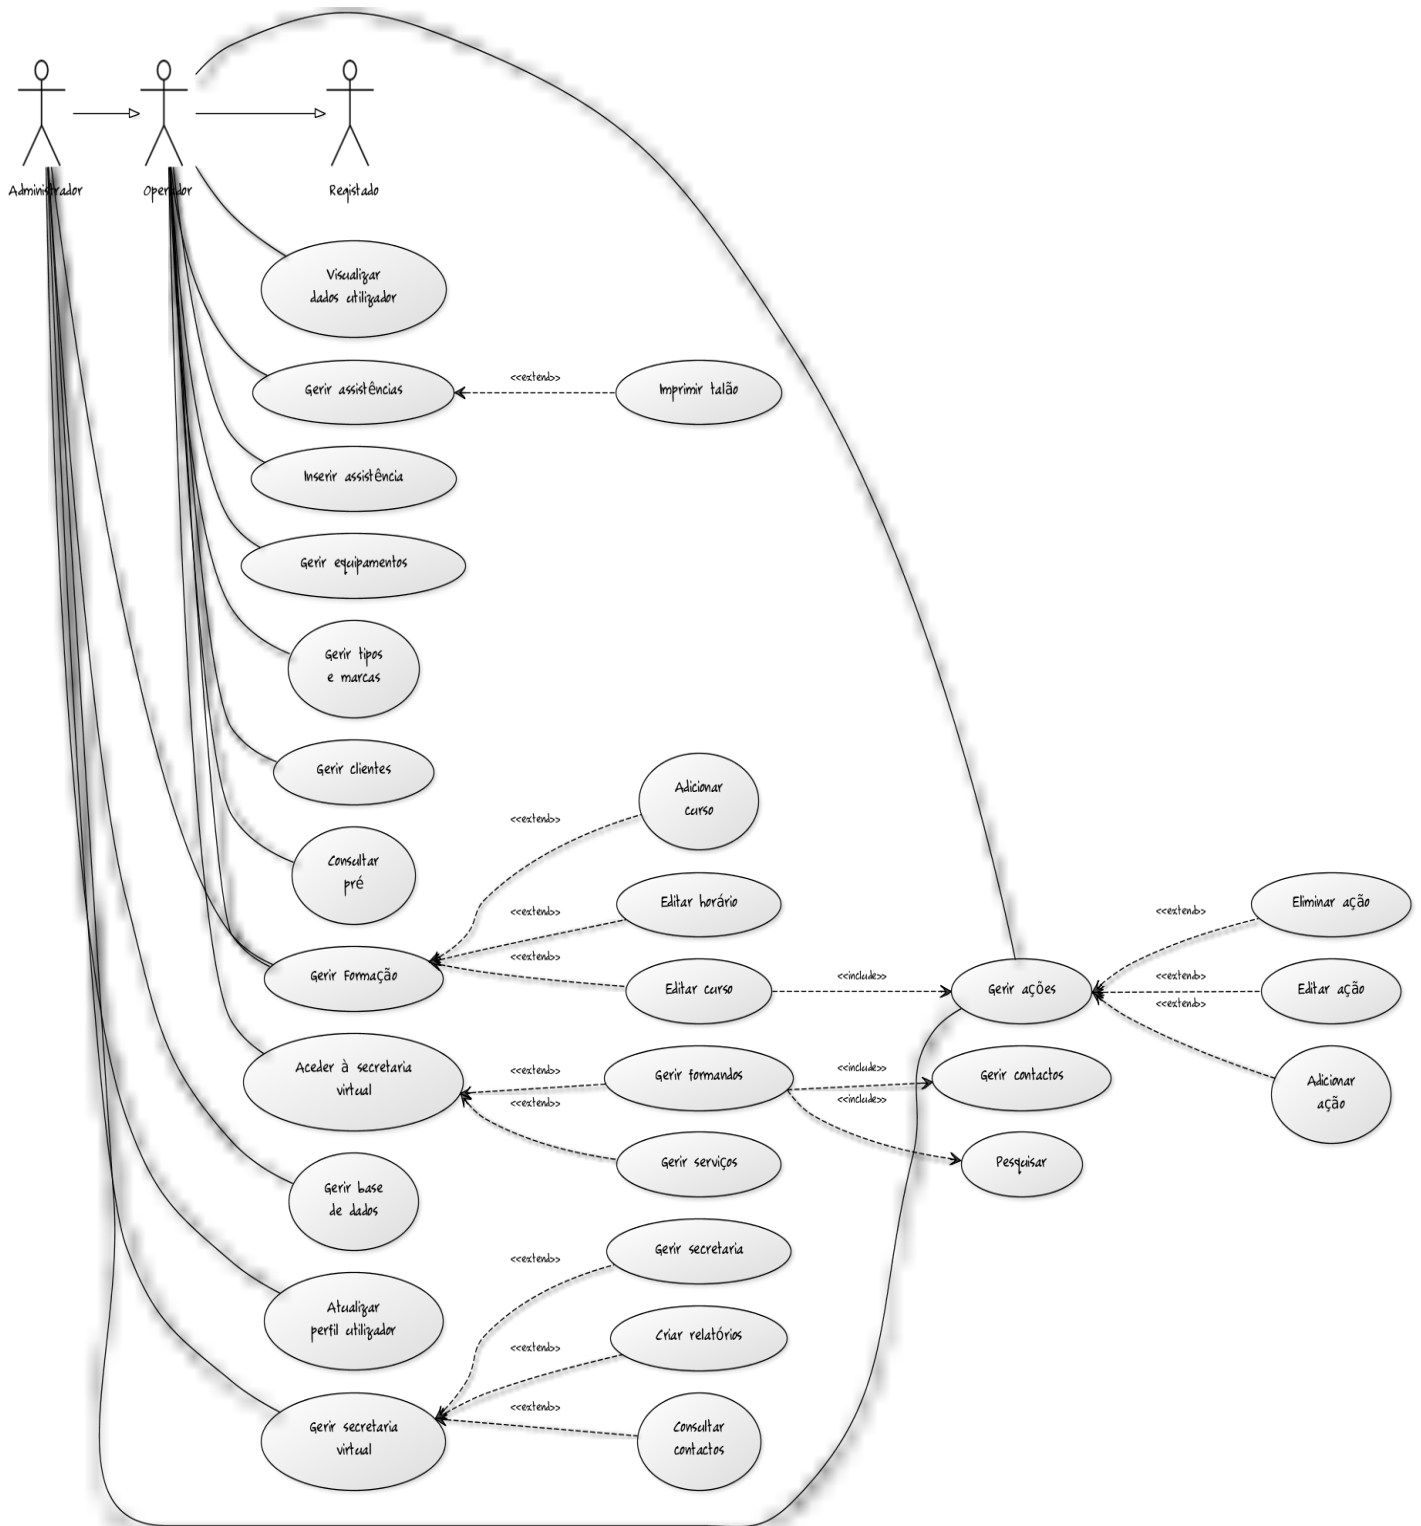 Administrador
Operador
Registado
Visualizar
dados utilizador
<<extend>>
Gerir assistências
Imprimir talão
Inserir assistência
Gerir equipamentos
Gerir tipos
e marcas
Gerir clientes
Adicionar
curso
<<extend>>
Consultar
pré
Editar horário
<<extend>>
Eliminar ação
<<extend>>
<<extend>>
Gerir Formação
Editar curso
<<include>>
Gerir ações
<<extend>>
Editar ação
<<extend>>
Aceder à secretaria
virtual
<<extend>>
Gerir formandos
<<include>>
Gerir contactos
Adicionar
ação
<<extend>>
<<include>>
Gerir serviços
Pesquisar
Gerir base
de dados
Gerir secretaria
<<extend>>
Atualizar
perfil utilizador
Criar relatórios
<<extend>>
<<extend>>
Gerir secretaria
virtual
Consultar
contactos